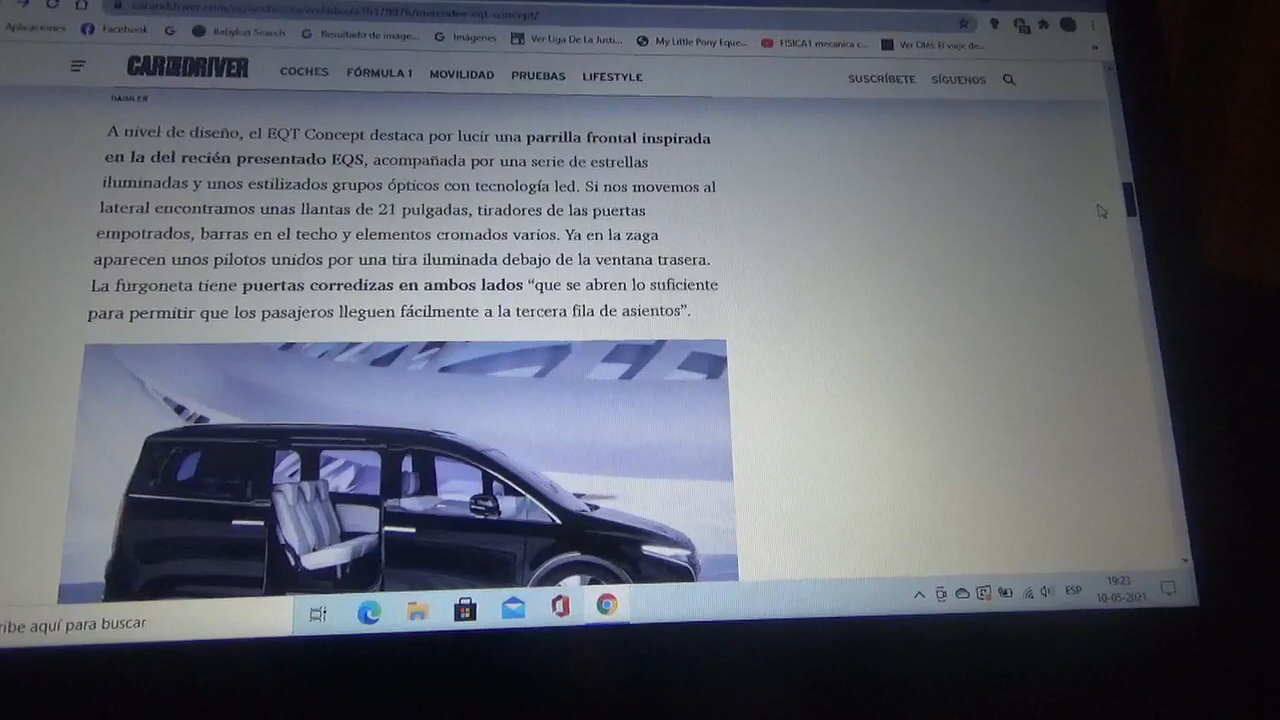 mercedes-eqt-concept/
Aplicaciones Facebook Babylon Search Resultado de image... Imágenes Ver Liga De La Justi... My Little Pony Eque... FISICA1 mecanica c... Ver Olés El viaje de...
CAR AND DRIVER COCHES FÓRMULA 1 MOVILIDAD PRUEBAS LIFESTYLE SUSCRÍBETE SÍGUENOS
DAIMLER
A nivel de diseño, el EQT Concept destaca por lucir una parrilla frontal inspirada
en la del recién presentado EQS, acompañada por una serie de estrellas
iluminadas y unos estilizados grupos ópticos con tecnología led. Si nos movemos al
lateral encontramos unas llantas de 21 pulgadas, tiradores de las puertas
empotrados, barras en el techo y elementos cromados varios. Ya en la zaga
aparecen unos pilotos unidos por una tira iluminada debajo de la ventana trasera.
La furgoneta tiene puertas corredizas en ambos lados “que se abren lo suficiente
para permitir que los pasajeros lleguen fácilmente a la tercera fila de asientos”.
ribe aquí para buscar
ESP
19:23
10-05-2021